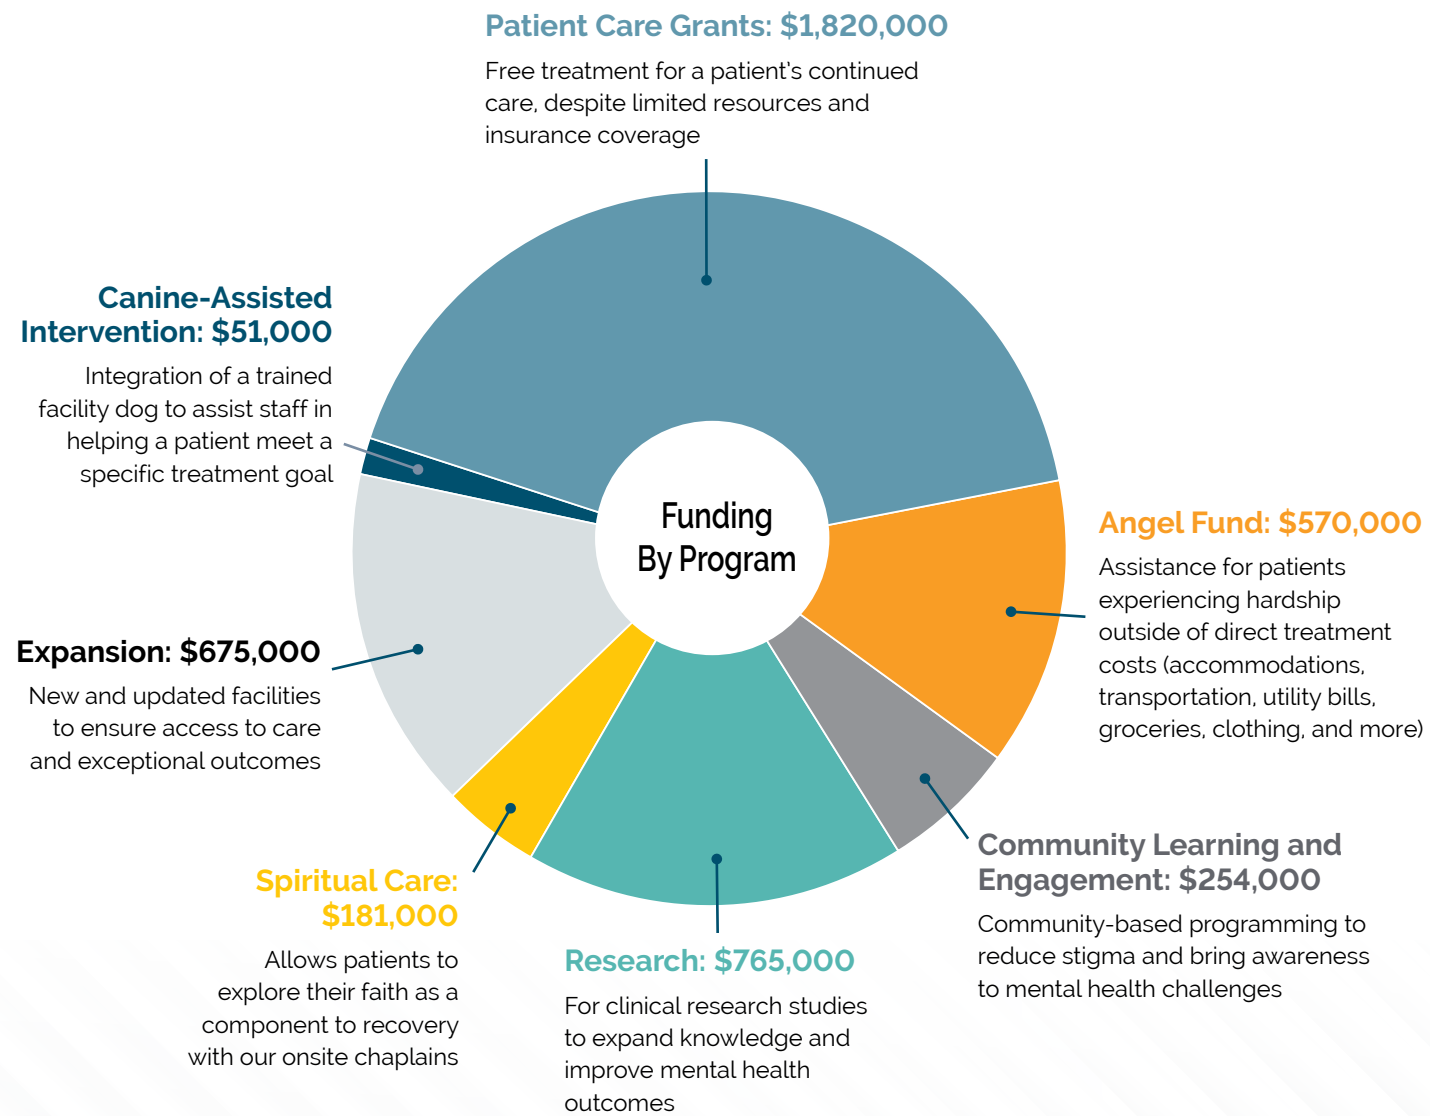 Patient Care Grants: $1,820,000
Free treatment for a patient's continued
care, despite limited resources and
insurance coverage
Canine-Assisted
Intervention: $51,000
Integration of a trained
facility dog to assist staff in
helping a patient meet a
specific treatment goal
Funding
By Program
Angel Fund: $570,000
Assistance for patients
experiencing hardship
outside of direct treatment
costs (accommodations,
transportation, utility bills,
groceries, clothing, and more)
Expansion: $675,000
New and updated facilities
to ensure access to care
and exceptional outcomes
Community Learning and
Engagement: $254,000
Community-based programming to
reduce stigma and bring awareness
to mental health challenges
Spiritual Care:
$181,000
Allows patients to
explore their faith as a
component to recovery
with our onsite chaplains
Research: $765,000
For clinical research studies
to expand knowledge and
improve mental health
outcomes